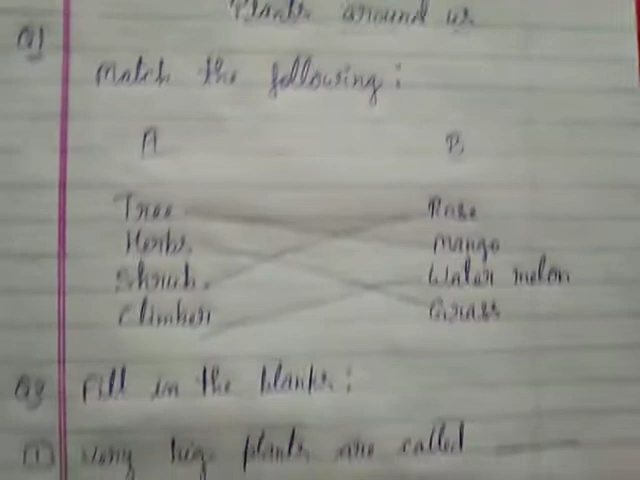 Plants around us
Q1
Match the following:
A B
Tree Rose
Herbs. Mango
Shrub. Water melon
Climber Grass
Q2 Fill in the blanks:
(1) Very big plants are called